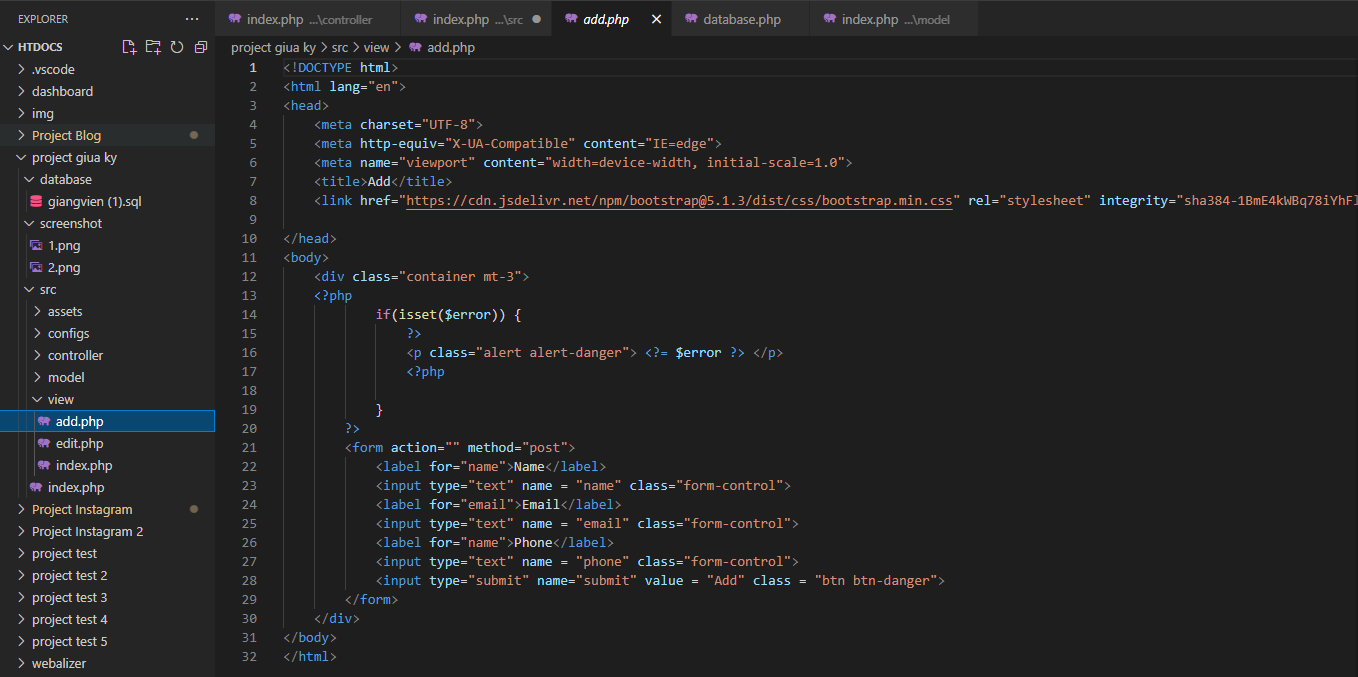 EXPLORER ...
HTDOCS
.vscode
dashboard
img
Project Blog
project giua ky
database
giangvien (1).sql
screenshot
1.png
2.png
src
assets
configs
controller
model
view
add.php
edit.php
index.php
index.php
Project Instagram
Project Instagram 2
project test
project test 2
project test 3
project test 4
project test 5
webalizer
index.php ...\controller
index.php ...\src
add.php
database.php
index.php ...\model
project giua ky > src > view > add.php
1 <!DOCTYPE html>
2 <html lang="en">
3 <head>
4 <meta charset="UTF-8">
5 <meta http-equiv="X-UA-Compatible" content="IE=edge">
6 <meta name="viewport" content="width=device-width, initial-scale=1.0">
7 <title>Add</title>
8 <link href="https://cdn.jsdelivr.net/npm/bootstrap@5.1.3/dist/css/bootstrap.min.css" rel="stylesheet" integrity="sha384-1BmE4kWBq78iYhFl
9
10 </head>
11 <body>
12 <div class="container mt-3">
13 <?php
14 if(isset($error)) {
15 ?>
16 <p class="alert alert-danger"> <?= $error ?> </p>
17 <?php
18
19 }
20 ?>
21 <form action="" method="post">
22 <label for="name">Name</label>
23 <input type="text" name = "name" class="form-control">
24 <label for="email">Email</label>
25 <input type="text" name = "email" class="form-control">
26 <label for="name">Phone</label>
27 <input type="text" name = "phone" class="form-control">
28 <input type="submit" name="submit" value = "Add" class = "btn btn-danger">
29 </form>
30 </div>
31 </body>
32 </html>